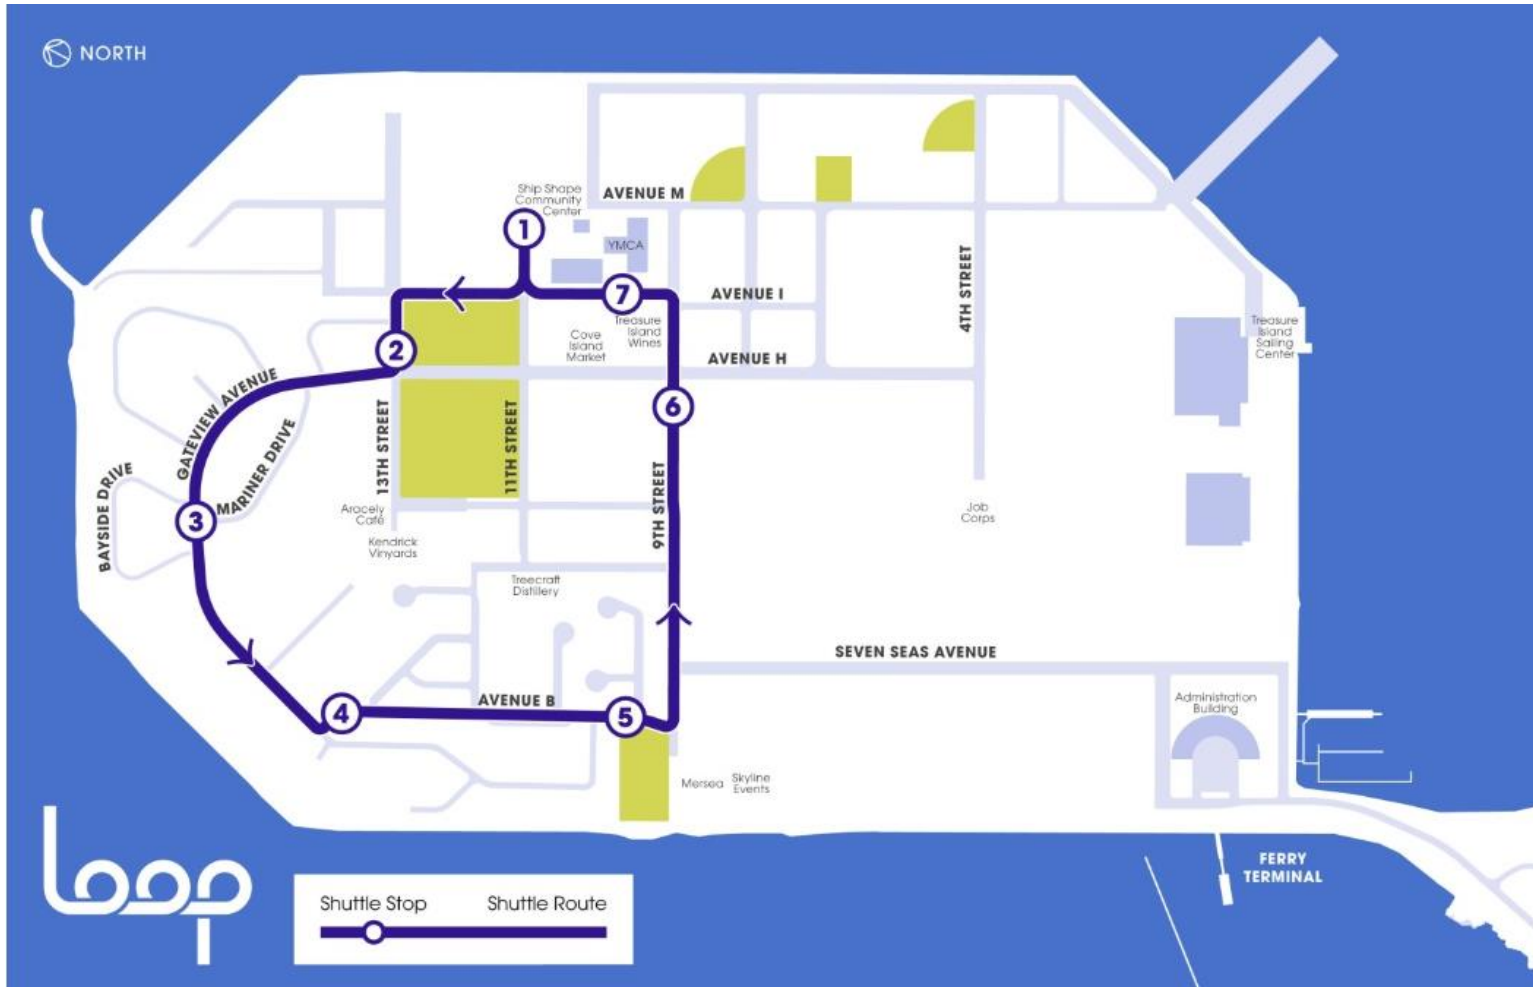 NORTH
Ship Shape
Community
Center
AVENUE M
1
YMCA
7
AVENUE I
Treasure
Island
Wines
Cove
Island
Market
4TH STREET
Treasure
Island
Sailing
Center
2
AVENUE H
GATEVIEW AVENUE
6
13TH STREET
11TH STREET
MARINER DRIVE
BAYSIDE DRIVE
9TH STREET
3
Aracely
Café
Kendrick
Vinyards
Job
Corps
Treecraft
Distillery
SEVEN SEAS AVENUE
Administration
Building
4
AVENUE B
5
Mersea
Skyline
Events
FERRY
TERMINAL
Loop
Shuttle Stop
Shuttle Route